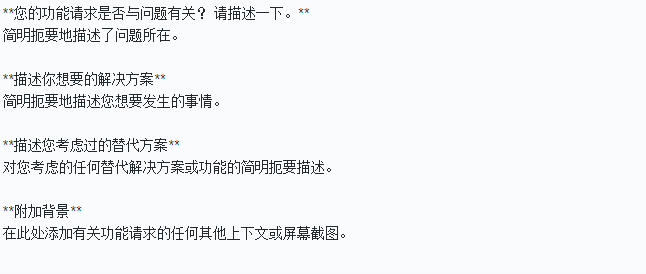 **您的功能请求是否与问题有关？ 请描述一下。**
简明扼要地描述了问题所在。
**描述你想要的解决方案**
简明扼要地描述您想要发生的事情。
**描述您考虑过的替代方案**
对您考虑的任何替代解决方案或功能的简明扼要描述。
**附加背景**
在此处添加有关功能请求的任何其他上下文或屏幕截图。